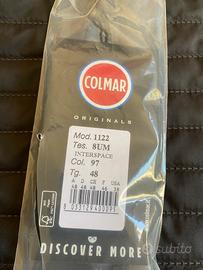 COLMAR
ORIGINALS
Mod. 1122
Tes. 8UM
INTERSPACE
Col. 97
Tg. 48
DISCOVER MORE
subito